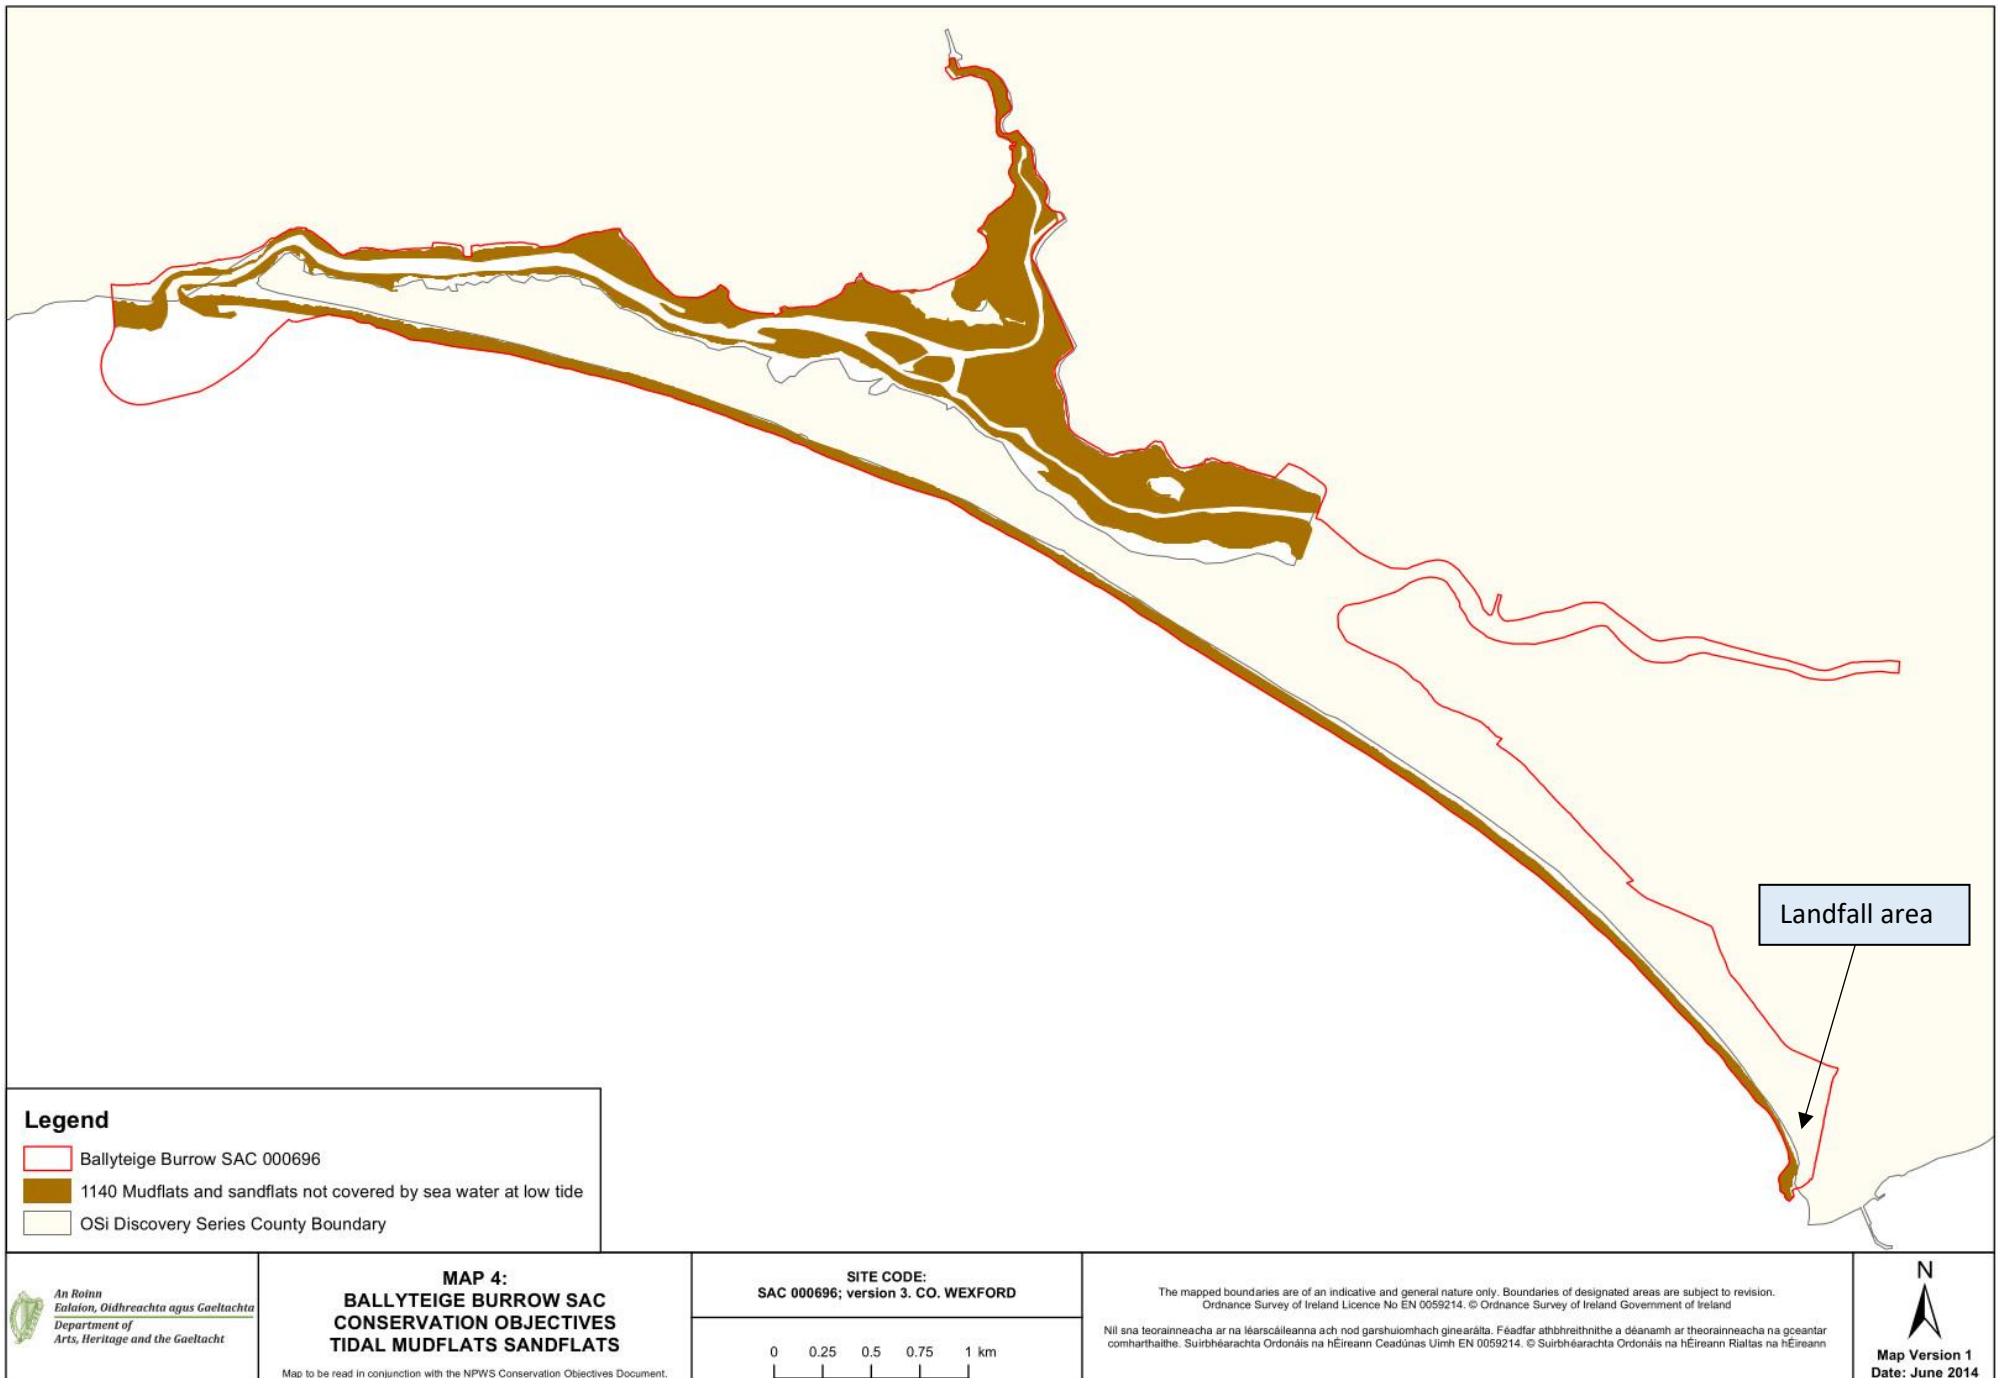 Landfall area
Legend
Ballyteige Burrow SAC 000696
1140 Mudflats and sandflats not covered by sea water at low tide
OSi Discovery Series County Boundary
An Roinn
Ealaíon, Oidhreachta agus Gaeltachta
Department of
Arts, Heritage and the Gaeltacht
MAP 4:
BALLYTEIGE BURROW SAC
CONSERVATION OBJECTIVES
TIDAL MUDFLATS SANDFLATS
Map to be read in conjunction with the NPWS Conservation Objectives Document.
SITE CODE:
SAC 000696; version 3. CO. WEXFORD
0 0.25 0.5 0.75 1 km
The mapped boundaries are of an indicative and general nature only. Boundaries of designated areas are subject to revision.
Ordnance Survey of Ireland Licence No EN 0059214. © Ordnance Survey of Ireland Government of Ireland
Níl sna teorainneacha ar na léarscáileanna ach nod garshuiomhach ginearálta. Féadfar athbhreithnithe a déanamh ar theorainneacha na gceantar
comharthaithe. Suirbhéarachta Ordonáis na hÉireann Ceadúnas Uimh EN 0059214. © Suirbhéarachta Ordonáis na hÉireann Rialtas na hÉireann
N
Map Version 1
Date: June 2014